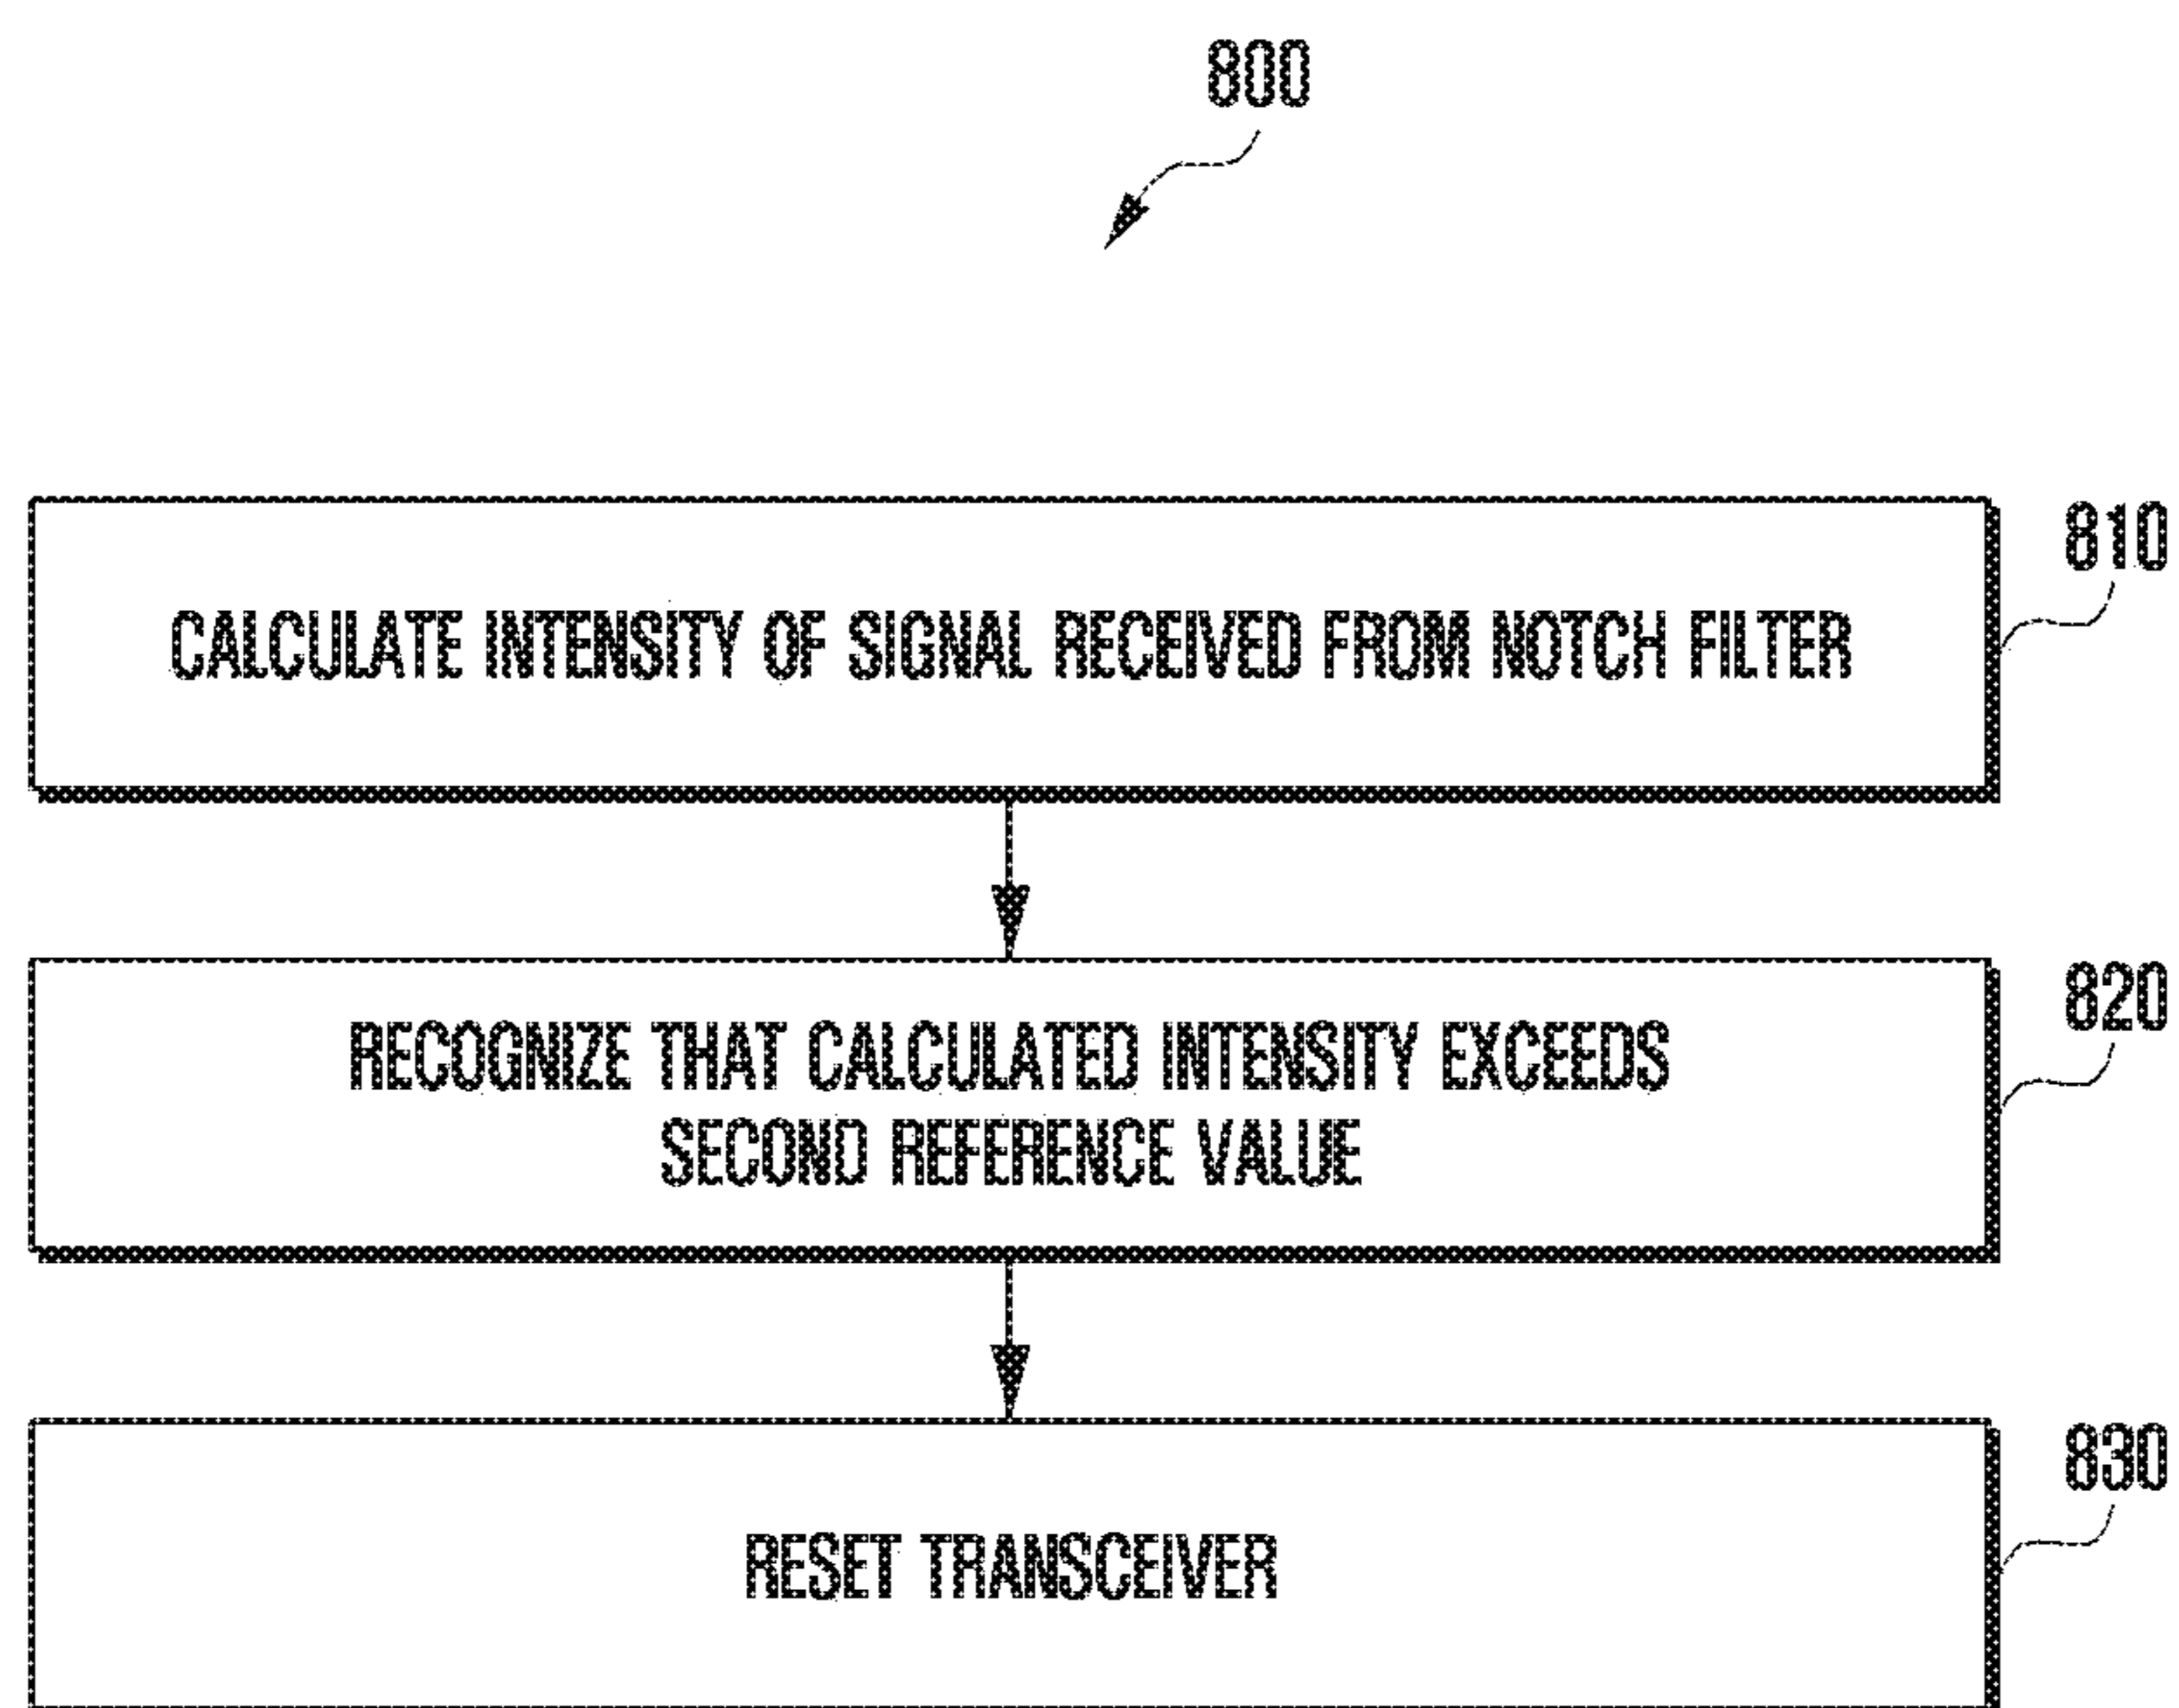 800
810
CALCULATE INTENSITY OF SIGNAL RECEIVED FROM NOTCH FILTER
820
RECOGNIZE THAT CALCULATED INTENSITY EXCEEDS
SECOND REFERENCE VALUE
830
RESET TRANSCEIVER